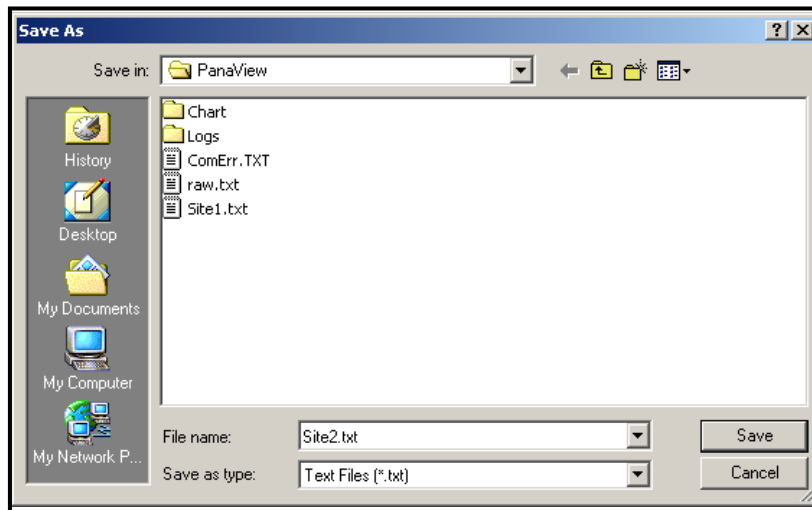 Save As
Save in: PanaView
Chart
Logs
ComErr.TXT
raw.txt
Site1.txt
History
Desktop
My Documents
My Computer
My Network P...
File name: Site2.txt Save
Save as type: Text Files (*.txt) Cancel